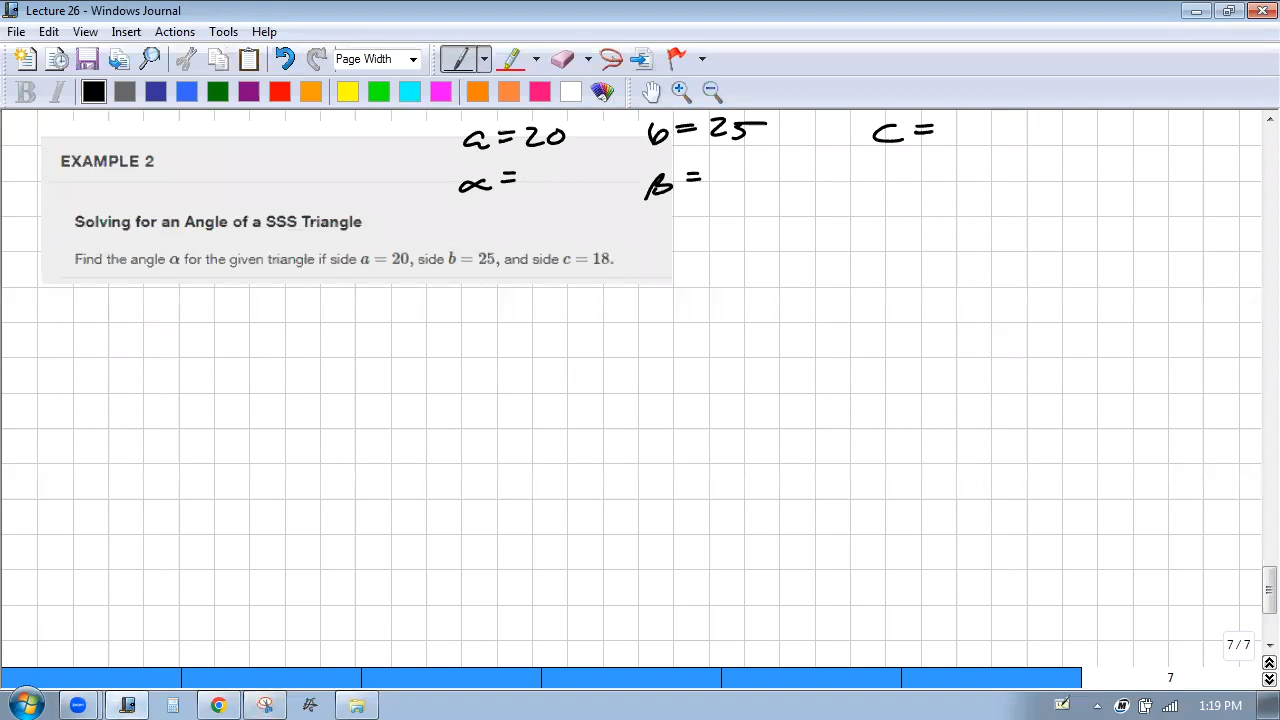 Lecture 26 - Windows Journal
File Edit View Insert Actions Tools Help
Page Width
B I
a = 20 b = 25 c =
EXAMPLE 2
α = β =
Solving for an Angle of a SSS Triangle
Find the angle α for the given triangle if side a = 20, side b = 25, and side c = 18.
7 / 7
7
1:19 PM